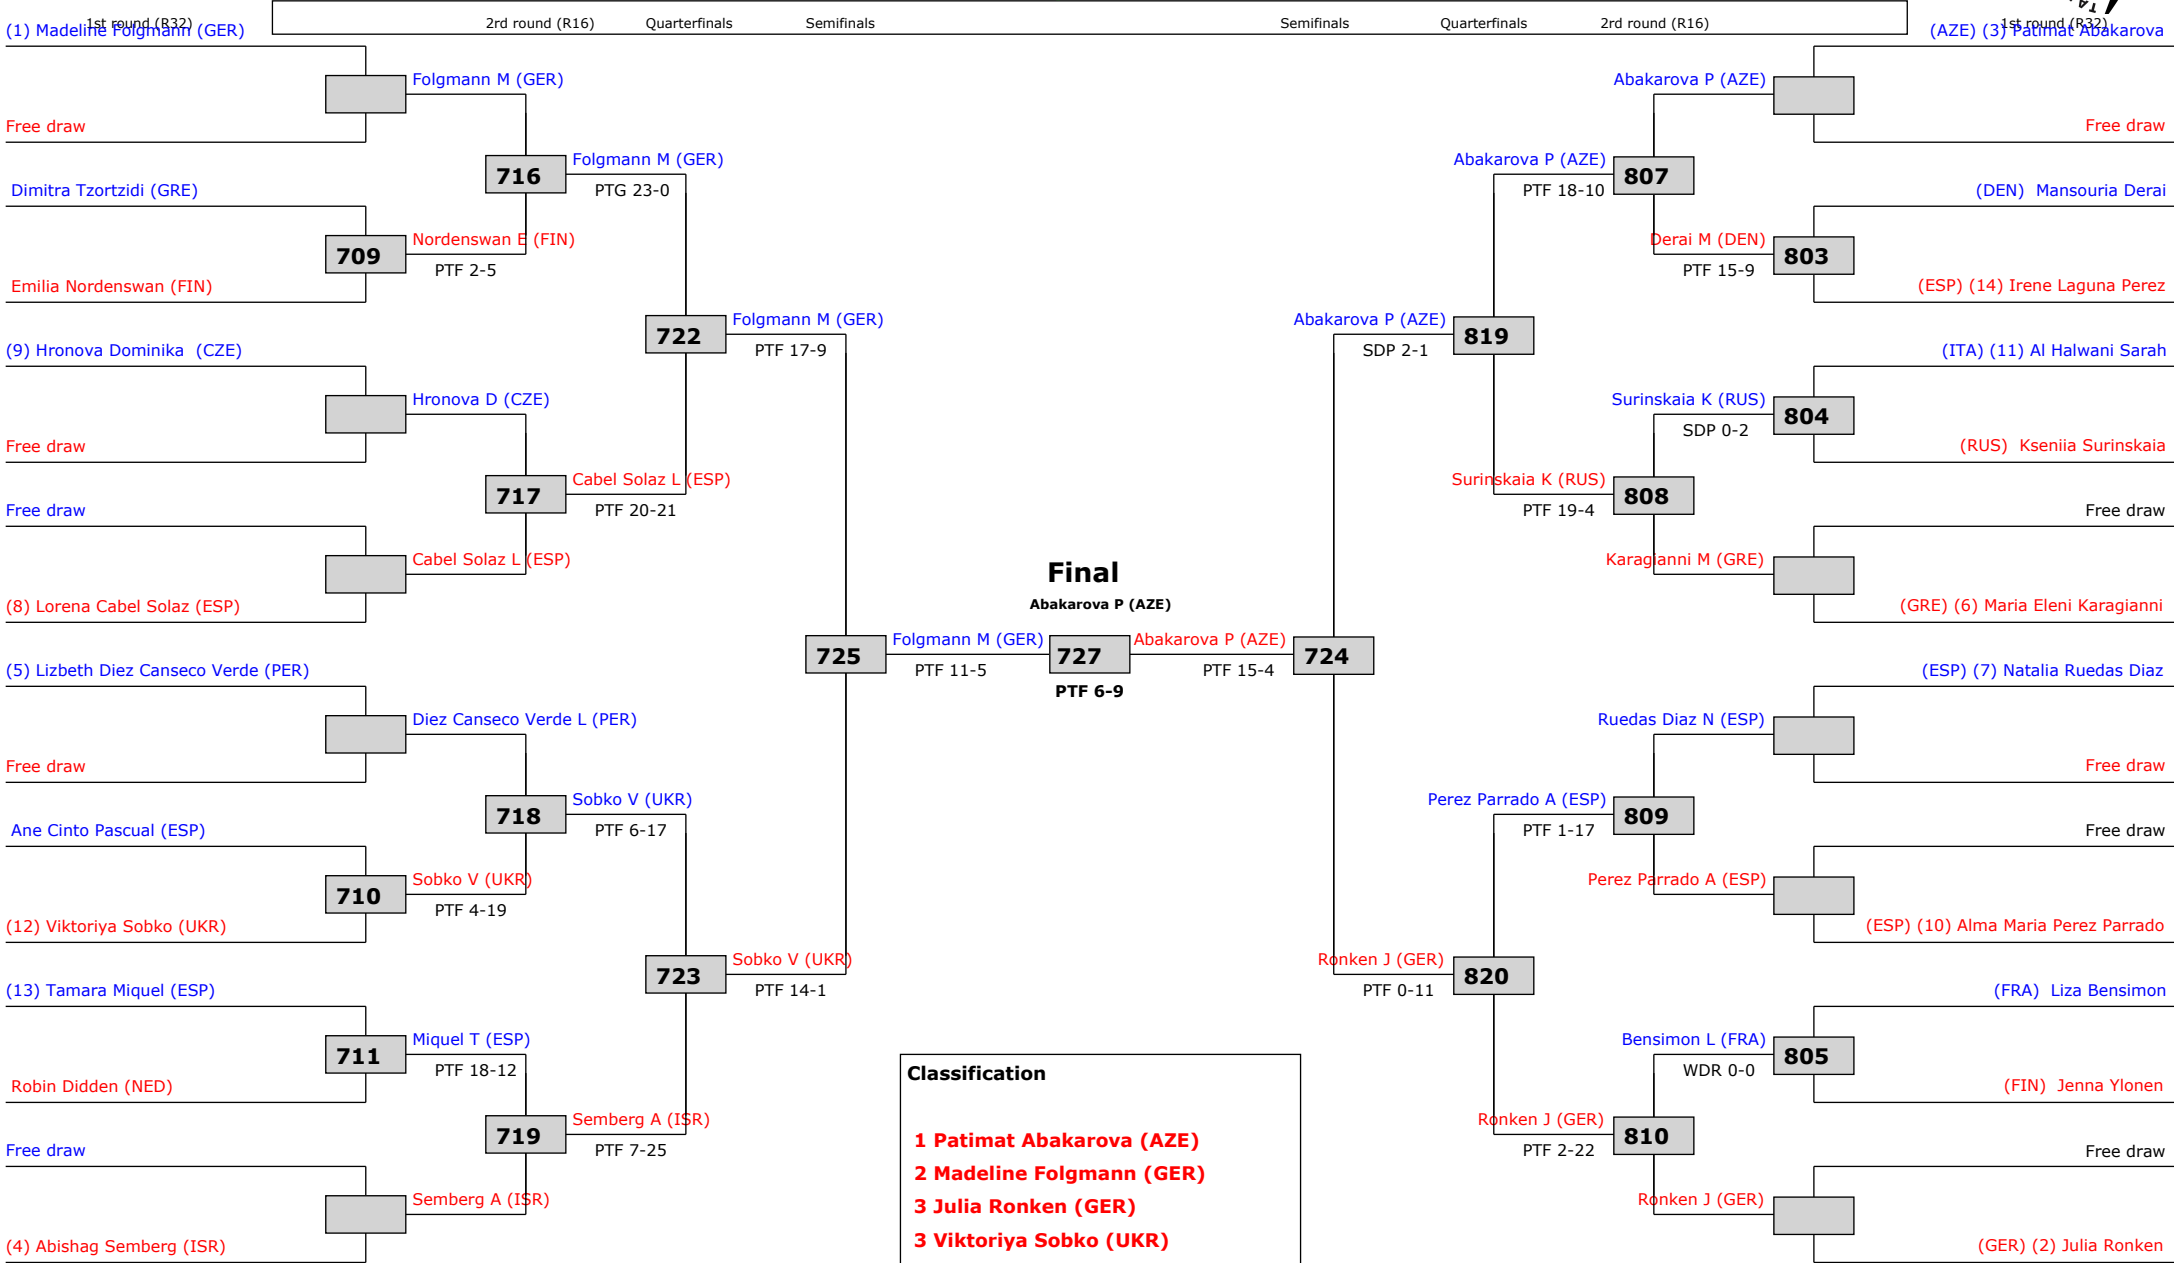 1st round (R32)
2rd round (R16)
Quarterfinals
Semifinals
Semifinals
Quarterfinals
2rd round (R16)
1st round (R32)
(1) Madeline Folgmann (GER)
Folgmann M (GER)
Free draw
716
Folgmann M (GER)
PTG 23-0
Dimitra Tzortzidi (GRE)
709
Nordenswan E (FIN)
PTF 2-5
Emilia Nordenswan (FIN)
722
Folgmann M (GER)
PTF 17-9
(9) Hronova Dominika (CZE)
Hronova D (CZE)
Free draw
717
Cabel Solaz L (ESP)
PTF 20-21
Free draw
Cabel Solaz L (ESP)
(8) Lorena Cabel Solaz (ESP)
725
Folgmann M (GER)
PTF 11-5
(5) Lizbeth Diez Canseco Verde (PER)
Diez Canseco Verde L (PER)
Free draw
718
Sobko V (UKR)
PTF 6-17
Ane Cinto Pascual (ESP)
710
Sobko V (UKR)
PTF 4-19
(12) Viktoriya Sobko (UKR)
723
Sobko V (UKR)
PTF 14-1
(13) Tamara Miquel (ESP)
711
Miquel T (ESP)
PTF 18-12
Robin Didden (NED)
719
Semberg A (ISR)
PTF 7-25
Free draw
Semberg A (ISR)
(4) Abishag Semberg (ISR)
Final
Abakarova P (AZE)
727
PTF 6-9
(AZE) (3) Patimat Abakarova
Abakarova P (AZE)
Free draw
Abakarova P (AZE)
807
PTF 18-10
(DEN) Mansouria Derai
Derai M (DEN)
803
PTF 15-9
(ESP) (14) Irene Laguna Perez
Abakarova P (AZE)
819
SDP 2-1
(ITA) (11) Al Halwani Sarah
Surinskaia K (RUS)
804
SDP 0-2
(RUS) Kseniia Surinskaia
Surinskaia K (RUS)
808
PTF 19-4
Free draw
Karagianni M (GRE)
(GRE) (6) Maria Eleni Karagianni
Abakarova P (AZE)
724
PTF 15-4
(ESP) (7) Natalia Ruedas Diaz
Ruedas Diaz N (ESP)
Free draw
Perez Parrado A (ESP)
809
PTF 1-17
Free draw
Perez Parrado A (ESP)
(ESP) (10) Alma Maria Perez Parrado
Ronken J (GER)
820
PTF 0-11
(FRA) Liza Bensimon
Bensimon L (FRA)
805
WDR 0-0
(FIN) Jenna Ylonen
Ronken J (GER)
810
PTF 2-22
Free draw
Ronken J (GER)
(GER) (2) Julia Ronken
Classification
1 Patimat Abakarova (AZE)
2 Madeline Folgmann (GER)
3 Julia Ronken (GER)
3 Viktoriya Sobko (UKR)